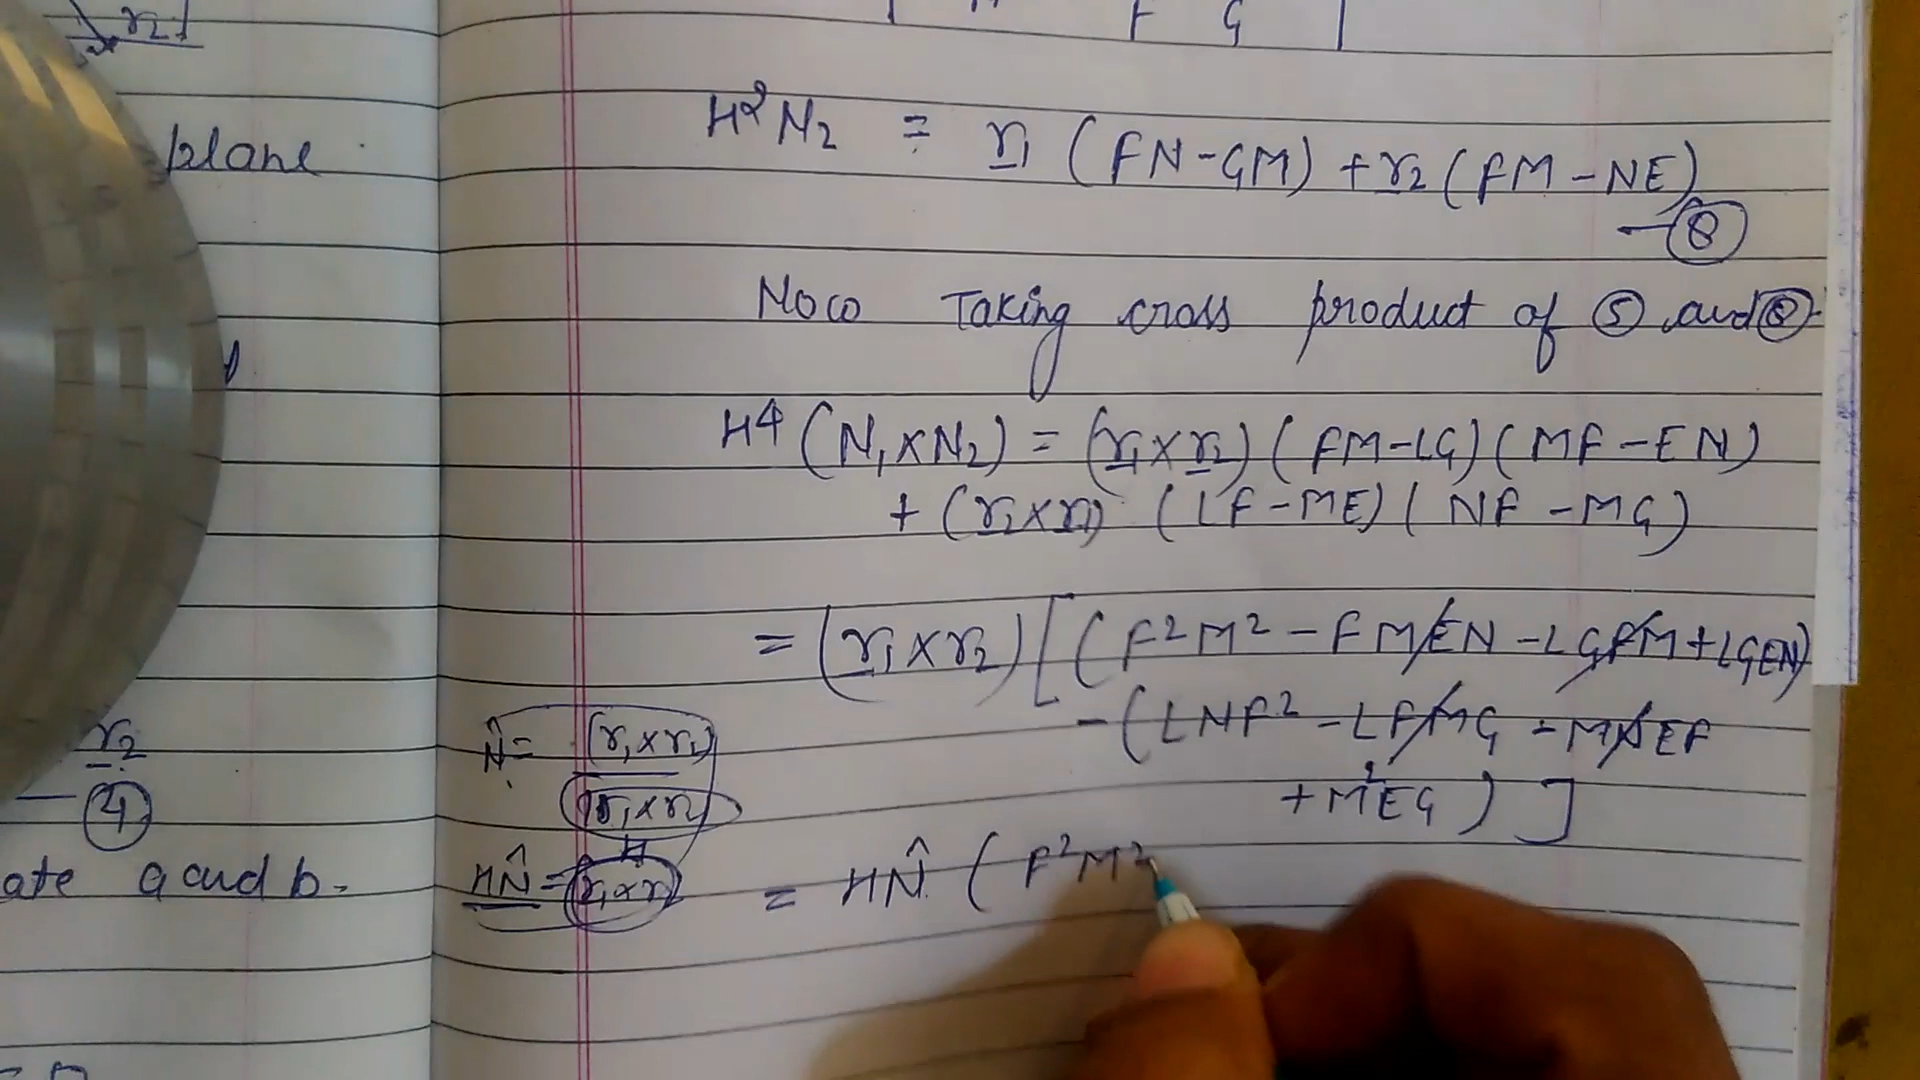 r2
plane
r2
— ④
ate a and b.
F G
H²N₂ = r₁ (FN-GM) + r₂ (FM-NE)
— ⑧
Now Taking cross product of ⑤ and ⑧.
H⁴ (N₁×N₂) = (r₁×r₂) (FM-LG) (MF-EN)
+ (r₂×r₁) (LF-ME) (NF-MG)
= (r₁×r₂) [(F²M² - FMEN - LGFM + LGEN)
- (LNF² - LFMG - MNEF
+ M²EG) ]
N̂ = (r₁×r₂)
(r₁×r₂)
H
HN̂ = (r₁×r₂)
= HN̂ ( F²M²